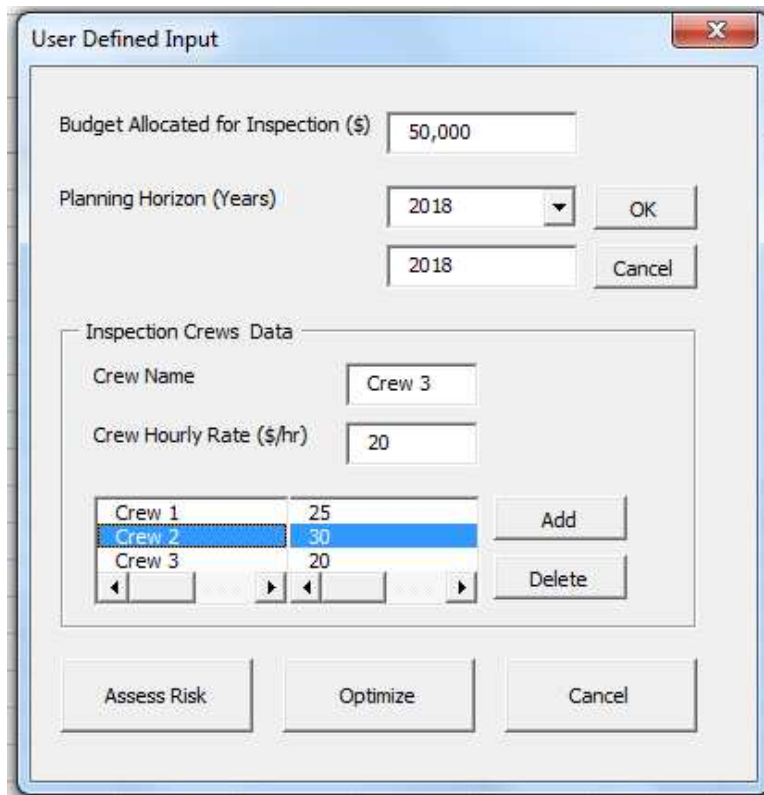 User Defined Input
Budget Allocated for Inspection ($) 50,000
Planning Horizon (Years) 2018 OK
2018 Cancel
Inspection Crews Data
Crew Name Crew 3
Crew Hourly Rate ($/hr) 20
Crew 1 25 Add
Crew 2 30
Crew 3 20 Delete
Assess Risk Optimize Cancel